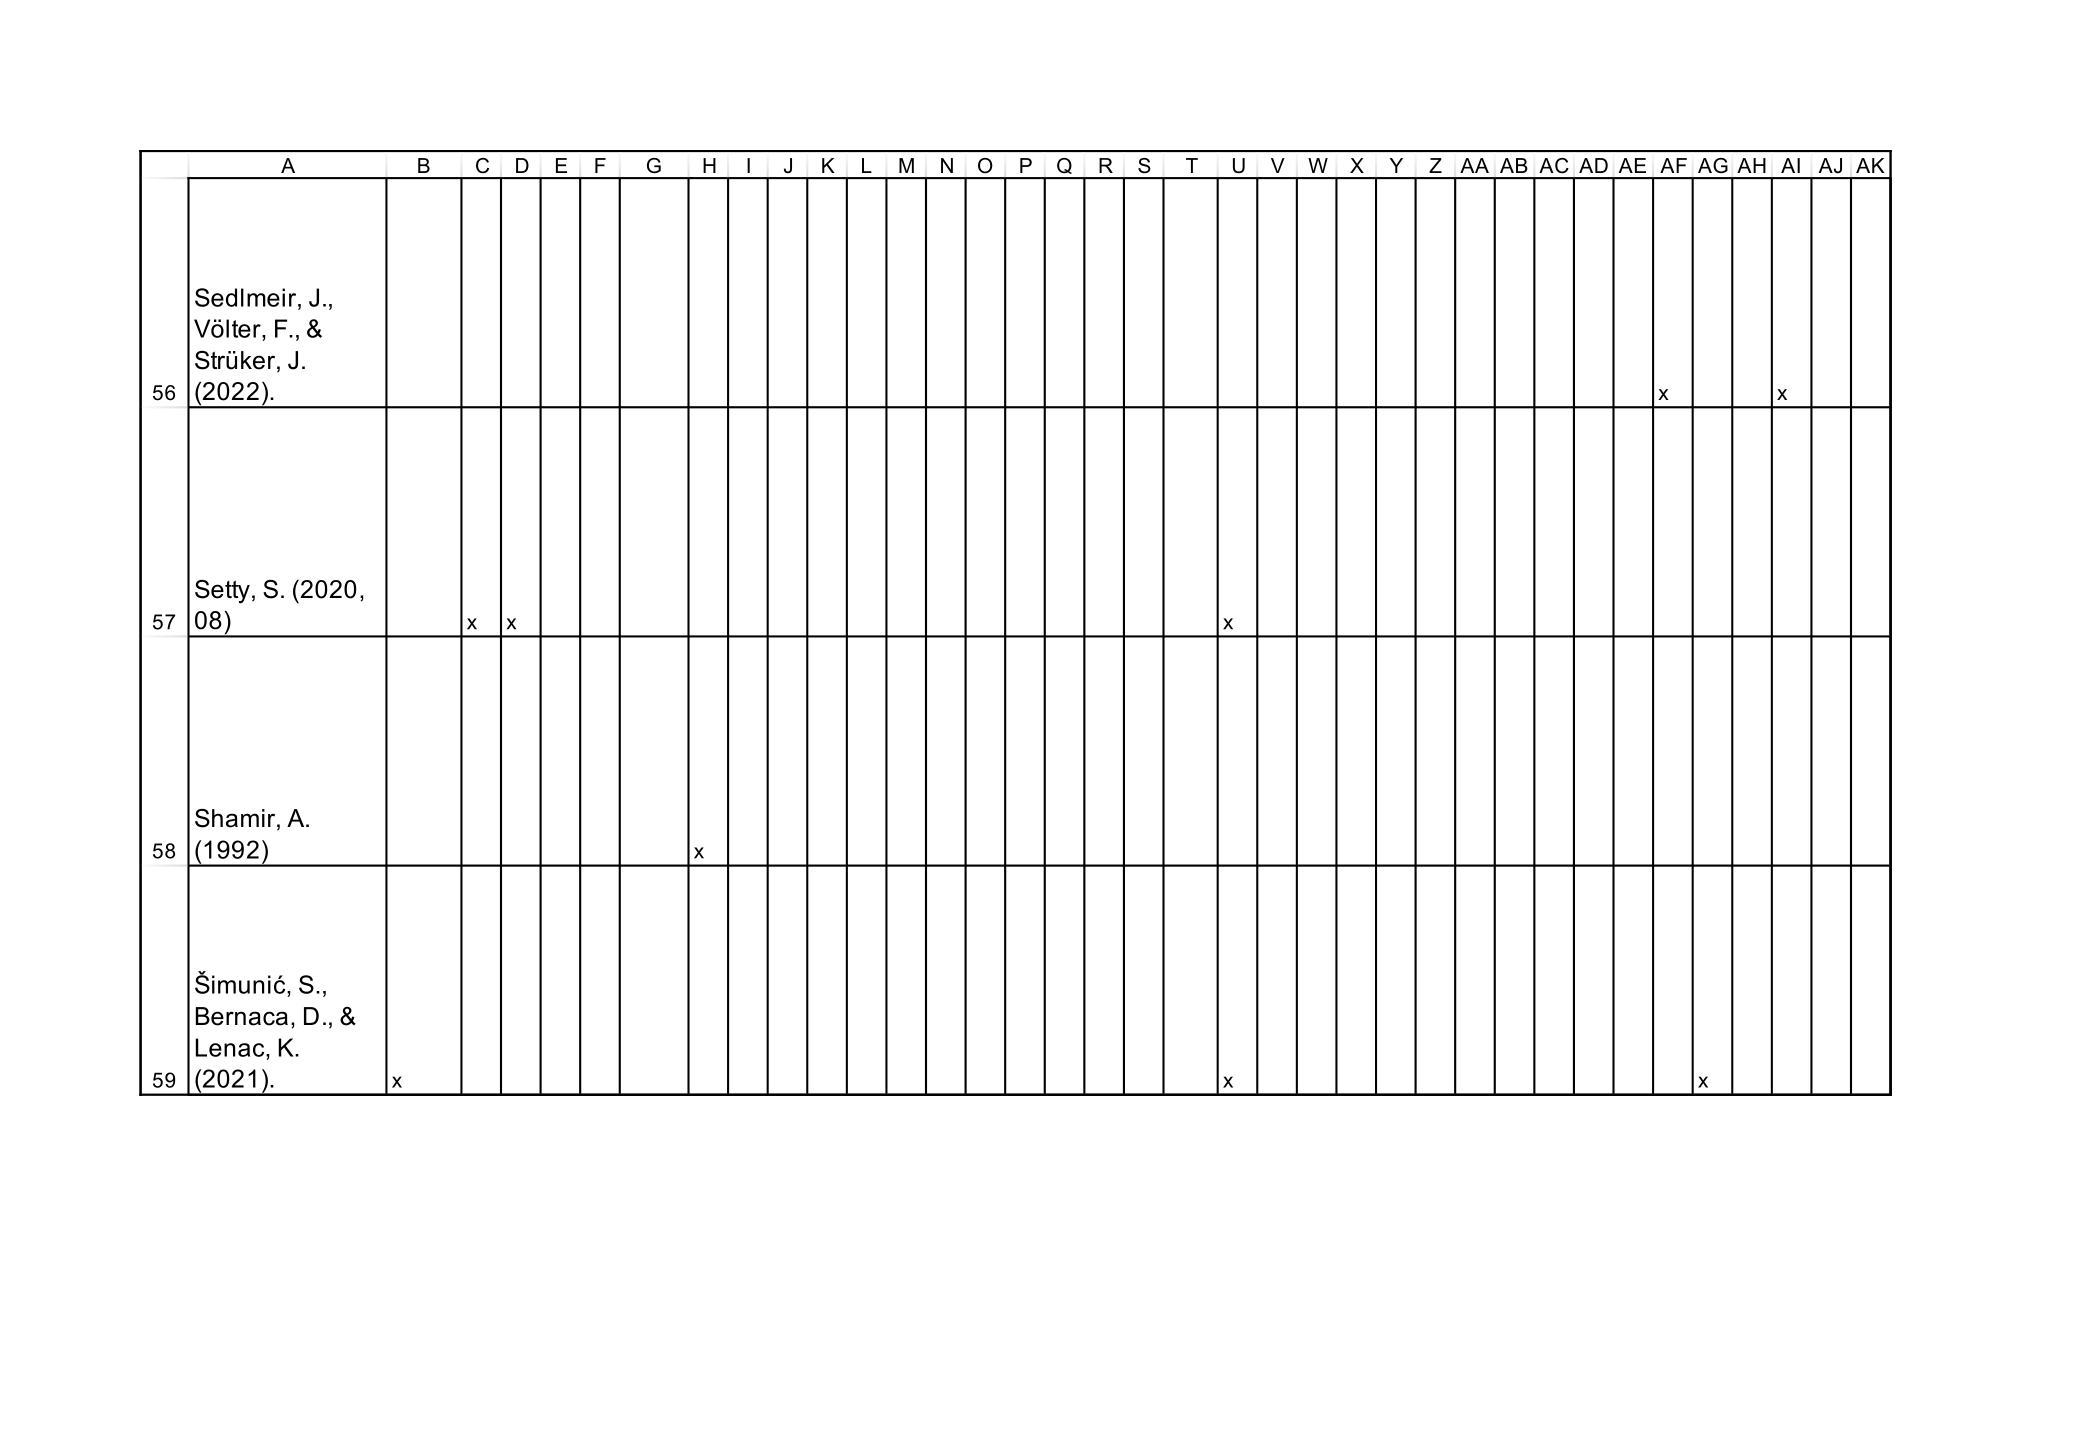 A B C D E F G H I J K L M N O P Q R S T U V W X Y Z AA AB AC AD AE AF AG AH AI AJ AK
Sedlmeir, J.,
Völter, F., &
Strüker, J.
56 (2022). x x
Setty, S. (2020,
57 08) x x x
Shamir, A.
58 (1992) x
Šimunić, S.,
Bernaca, D., &
Lenac, K.
59 (2021). x x x